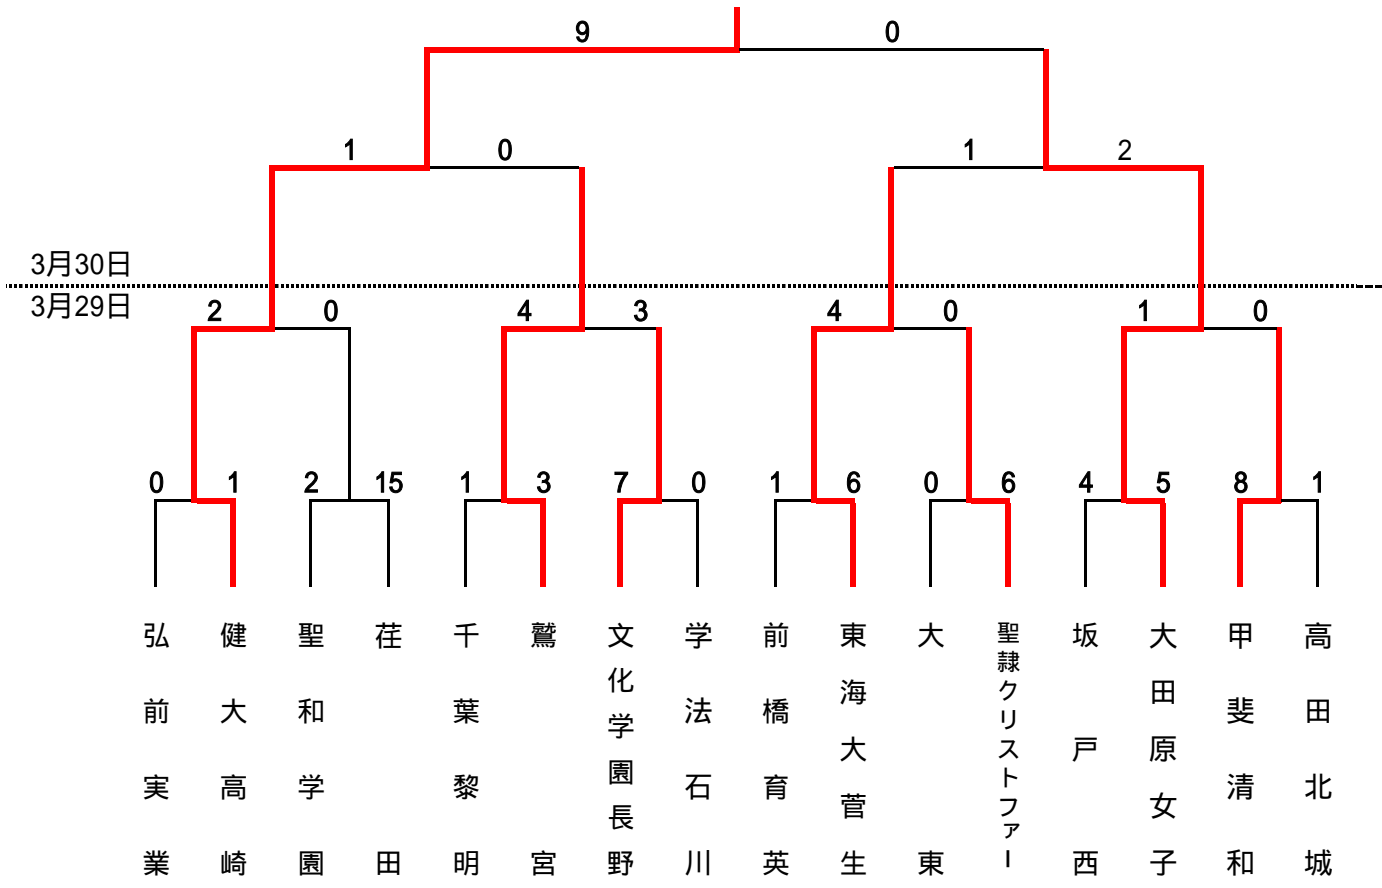 9 0
1 0 1 2
3月30日
3月29日
2 0 4 3 4 0 1 0
0 1 2 15 1 3 7 0 1 6 0 6 4 5 8 1
弘前実業
健大高崎
聖和学園
荏田
千葉黎明
鷲宮
文化学園長野
学法石川
前橋育英
東海大菅生
大東
聖隷クリストファー
坂戸西
大田原女子
甲斐清和
高田北城